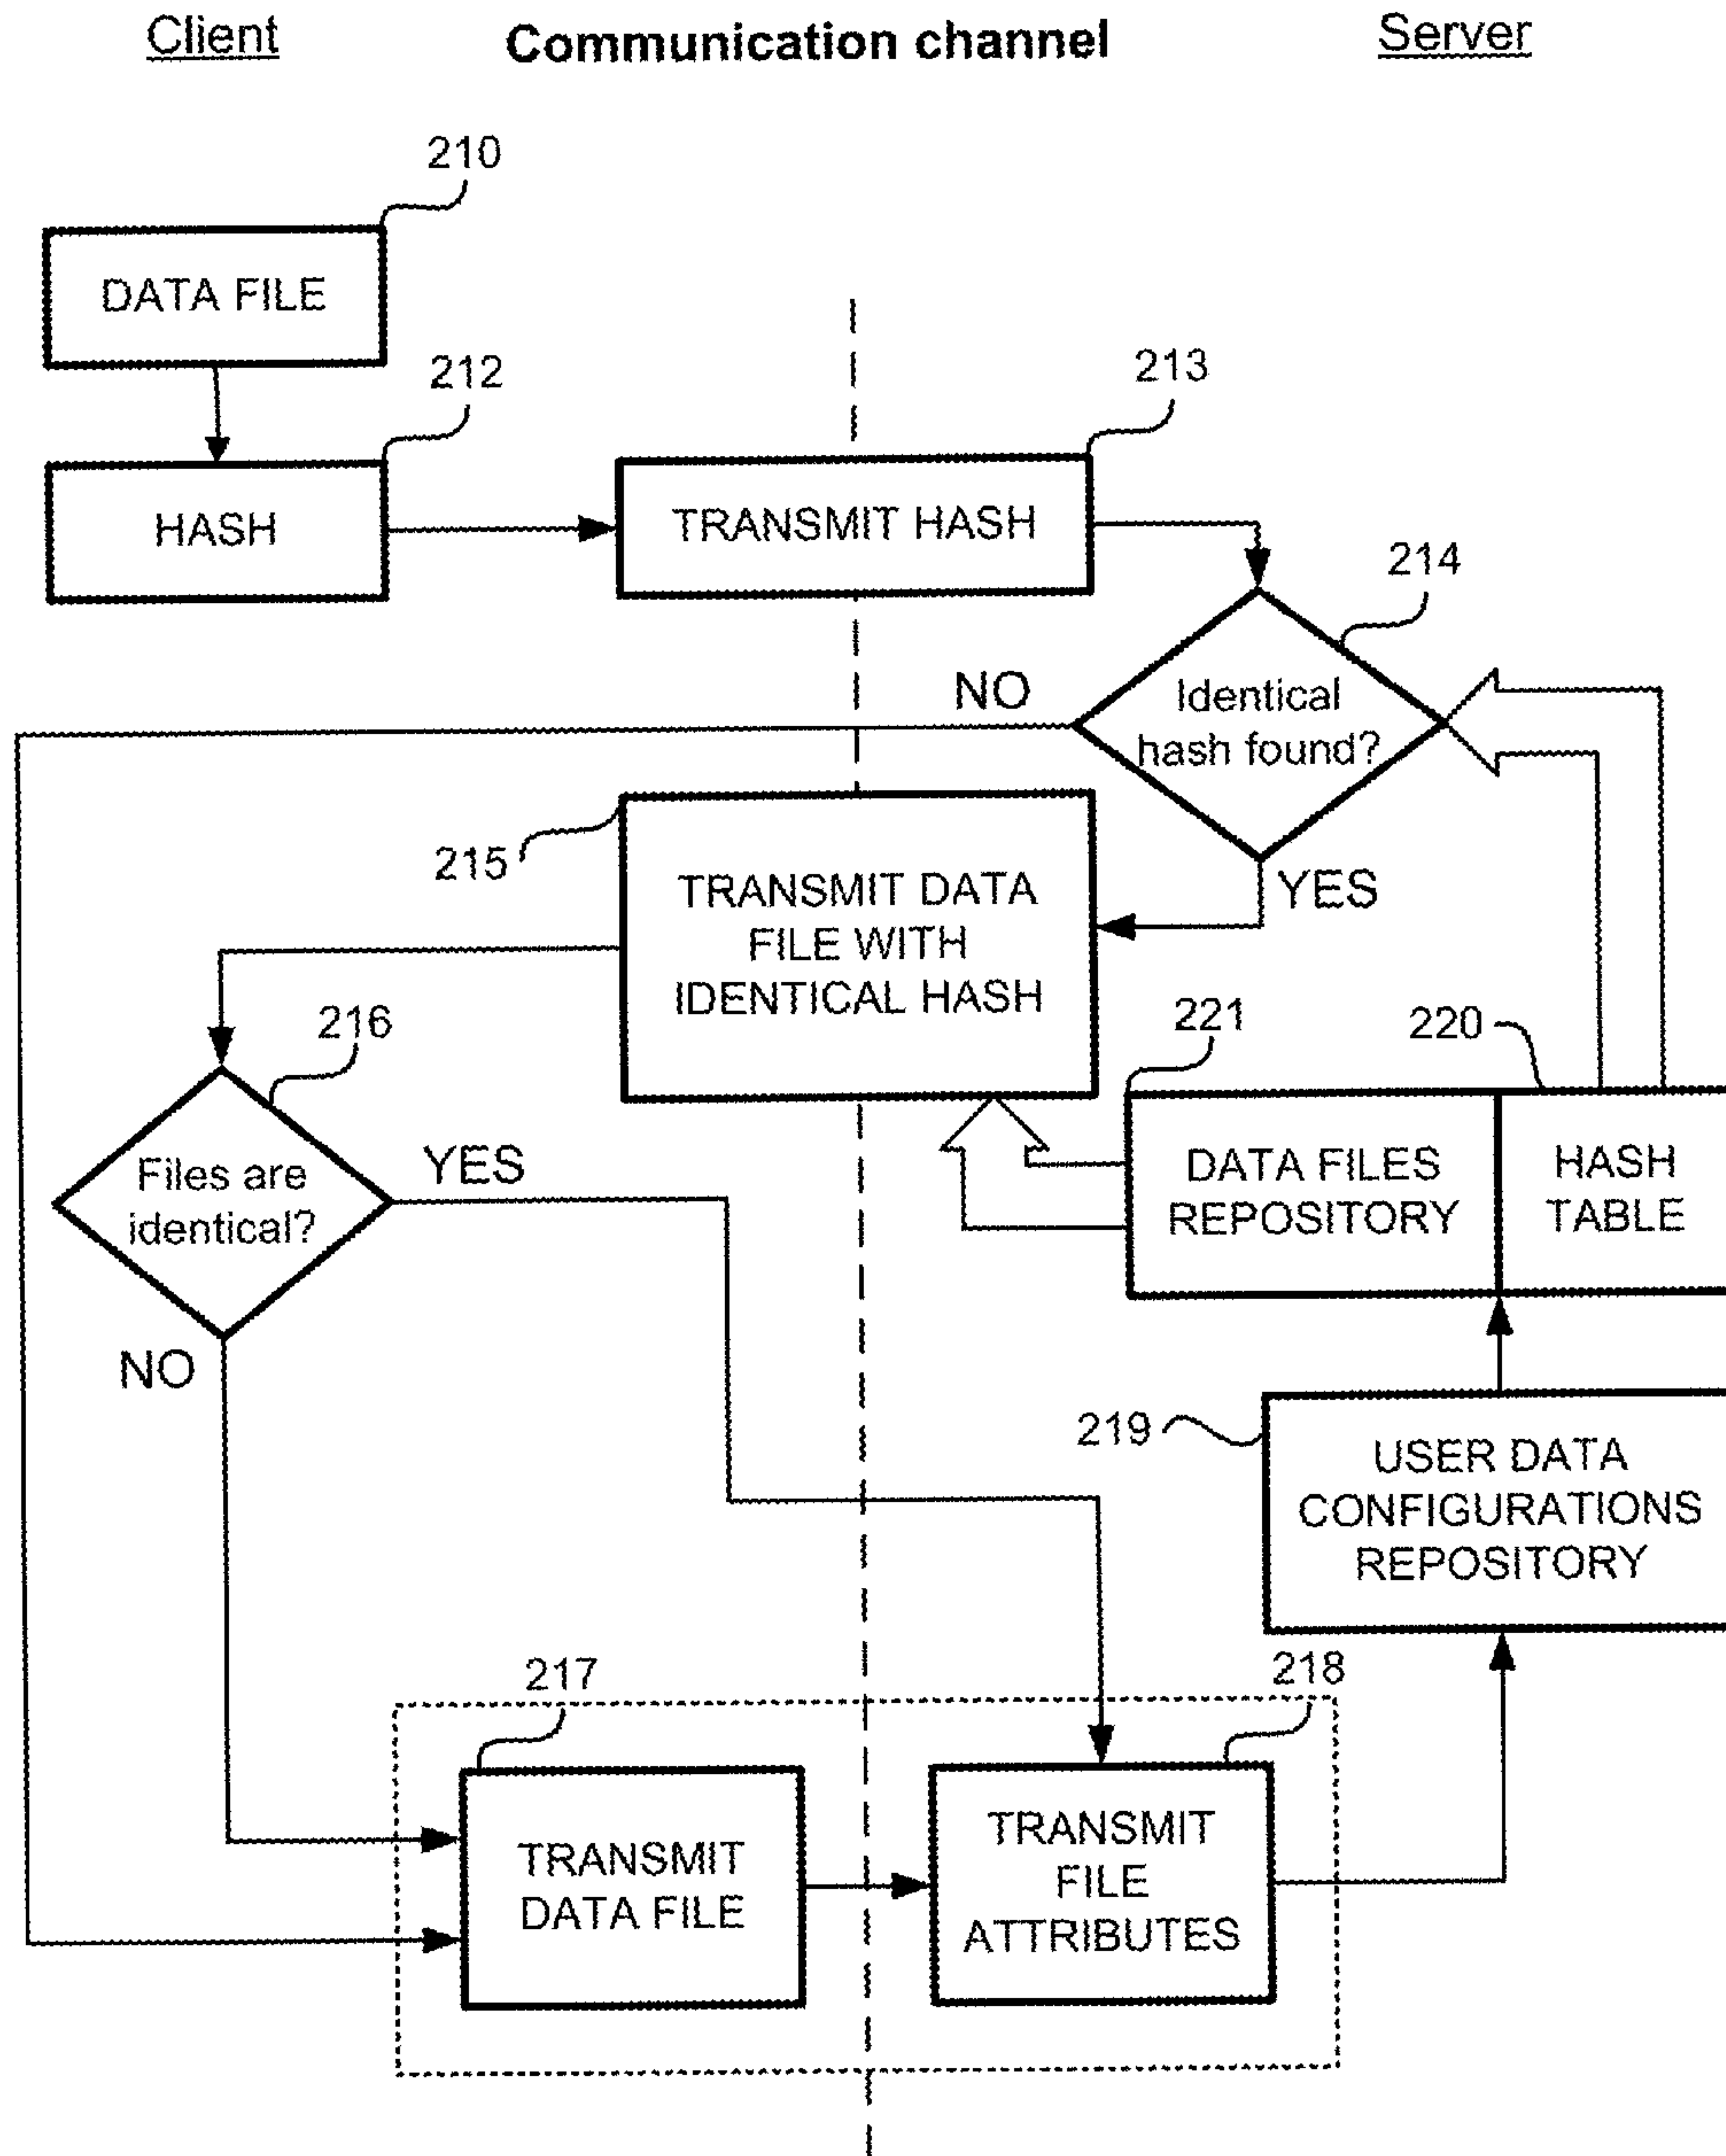 Client
Communication channel
Server
210
DATA FILE
212
213
HASH
TRANSMIT HASH
214
NO
Identical
hash found?
215
YES
TRANSMIT DATA
FILE WITH
IDENTICAL HASH
216
221
220
Files are
identical?
YES
DATA FILES
REPOSITORY
HASH
TABLE
NO
219
USER DATA
CONFIGURATIONS
REPOSITORY
217
218
TRANSMIT
DATA FILE
TRANSMIT
FILE
ATTRIBUTES